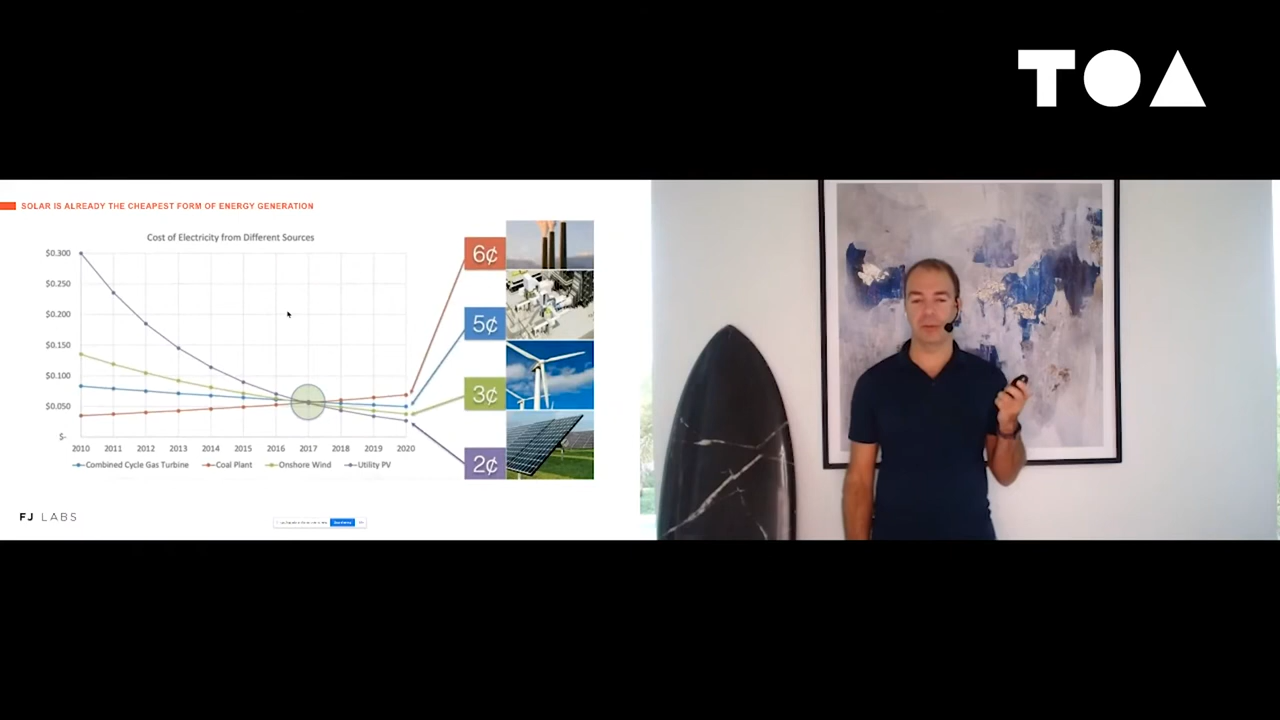 TOA
SOLAR IS ALREADY THE CHEAPEST FORM OF ENERGY GENERATION
Cost of Electricity from Different Sources
$0.300
$0.250
$0.200
$0.150
$0.100
$0.050
$-
2010 2011 2012 2013 2014 2015 2016 2017 2018 2019 2020
Combined Cycle Gas Turbine Coal Plant Onshore Wind Utility PV
6¢
5¢
3¢
2¢
FJ LABS